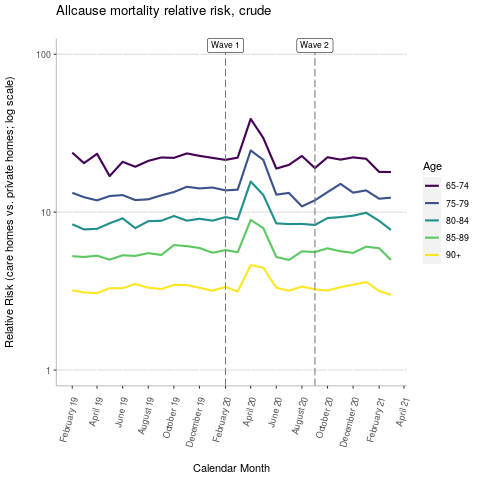 Allcause mortality relative risk, crude
Relative Risk (care homes vs. private homes; log scale)
100
10
1
Wave 1
Wave 2
Age
65-74
75-79
80-84
85-89
90+
February 19
April 19
June 19
August 19
October 19
December 19
February 20
April 20
June 20
August 20
October 20
December 20
February 21
April 21
Calendar Month